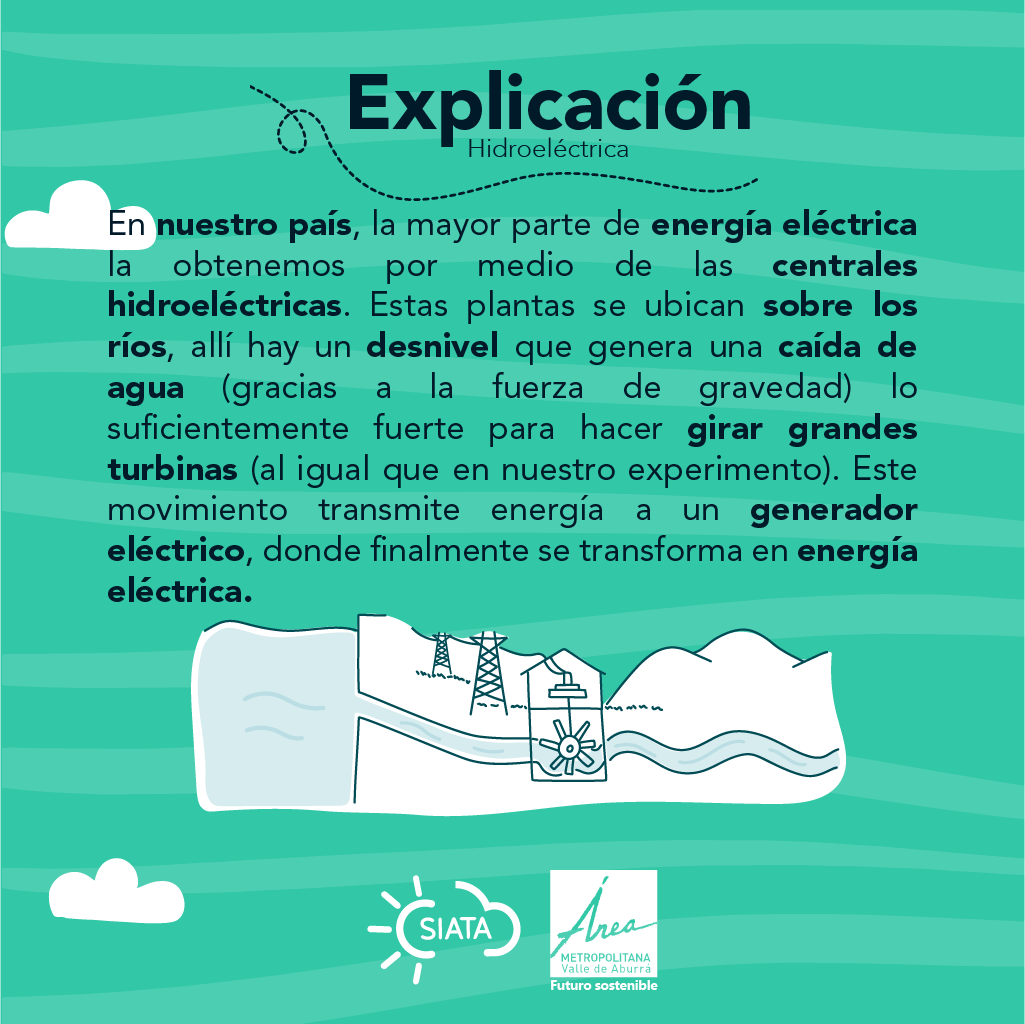 Explicación
Hidroeléctrica
En nuestro país, la mayor parte de energía eléctrica
la obtenemos por medio de las centrales
hidroeléctricas. Estas plantas se ubican sobre los
ríos, allí hay un desnivel que genera una caída de
agua (gracias a la fuerza de gravedad) lo
suficientemente fuerte para hacer girar grandes
turbinas (al igual que en nuestro experimento). Este
movimiento transmite energía a un generador
eléctrico, donde finalmente se transforma en energía
eléctrica.
SIATA
Área
METROPOLITANA
Valle de Aburrá
Futuro sostenible